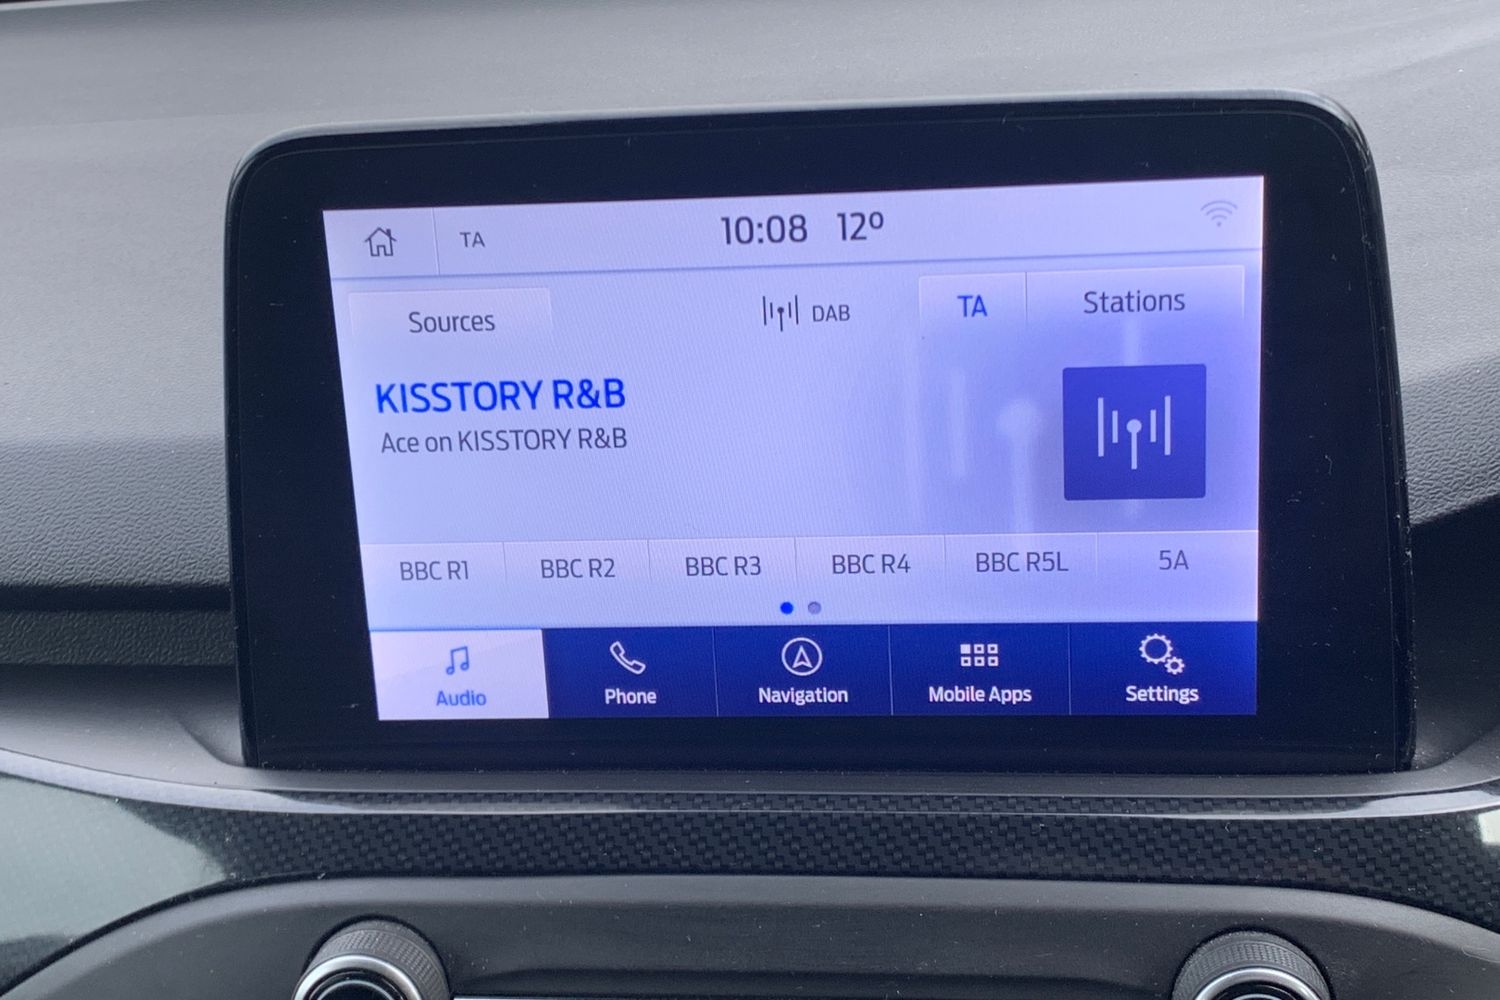 TA 10:08 12º
Sources DAB TA Stations
KISSTORY R&B
Ace on KISSTORY R&B
BBC R1 BBC R2 BBC R3 BBC R4 BBC R5L 5A
Audio Phone Navigation Mobile Apps Settings